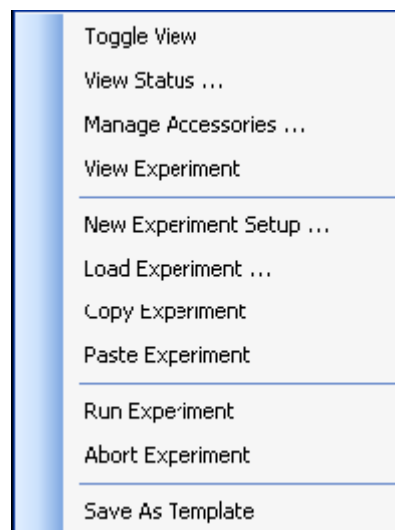 Toggle View
View Status ...
Manage Accessories ...
View Experiment
New Experiment Setup ...
Load Experiment ...
Copy Experiment
Paste Experiment
Run Experiment
Abort Experiment
Save As Template